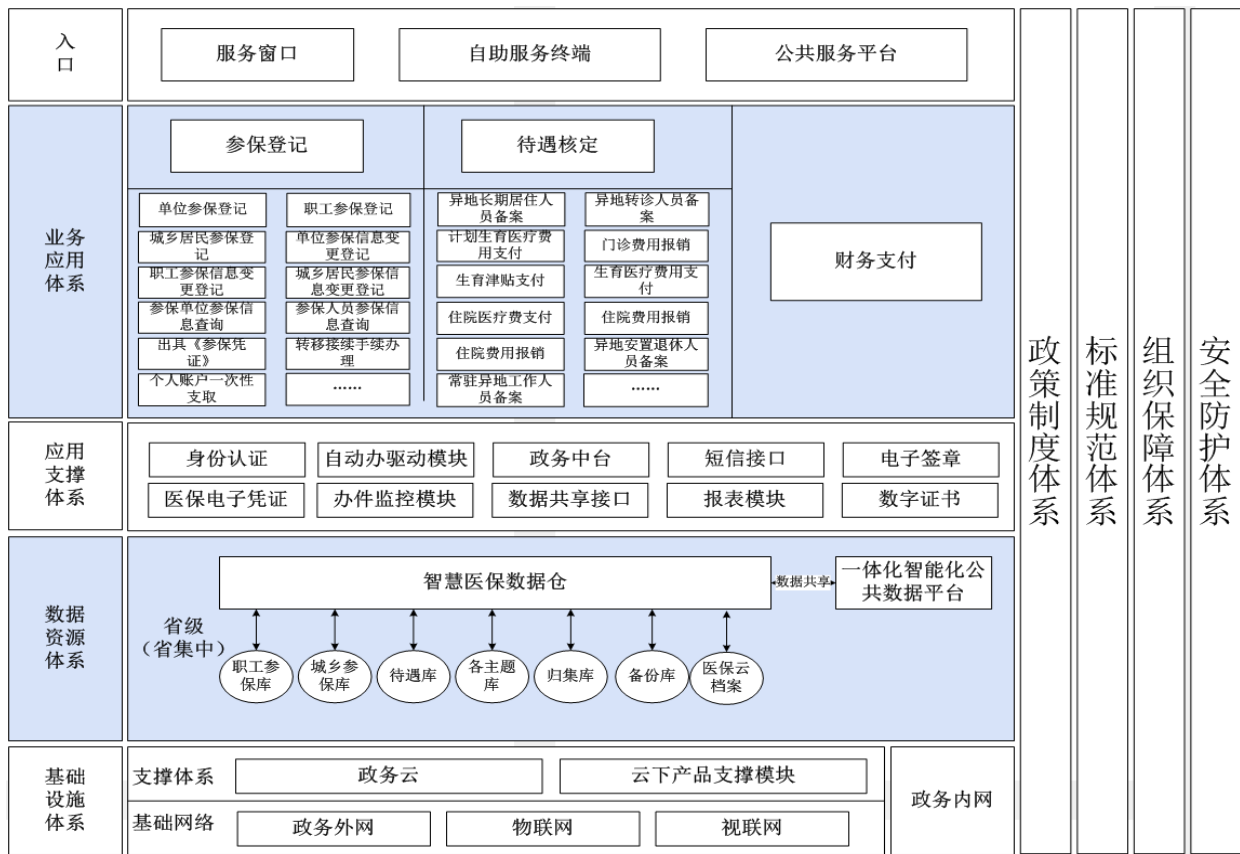 入
口
服务窗口
自助服务终端
公共服务平台
业务
应用
体系
参保登记
待遇核定
单位参保登记
职工参保登记
城乡居民参保登
记
单位参保信息变
更登记
职工参保信息变
更登记
城乡居民参保信
息变更登记
参保单位参保信
息查询
参保人员参保信
息查询
出具《参保凭
证》
转移接续手续办
理
个人账户一次性
支取
……
异地长期居住人
员备案
异地转诊人员备
案
计划生育医疗费
用支付
门诊费用报销
生育津贴支付
生育医疗费用支
付
住院医疗费支付
住院费用报销
住院费用报销
异地安置退休人
员备案
常驻异地工作人
员备案
……
财务支付
应用
支撑
体系
身份认证
自动办驱动模块
政务中台
短信接口
电子签章
医保电子凭证
办件监控模块
数据共享接口
报表模块
数字证书
数据
资源
体系
省级
（省集中）
智慧医保数据仓
数据共享
一体化智能化公
共数据平台
职工参
保库
城乡参
保库
待遇库
各主题
库
归集库
备份库
医保云
档案
基础
设施
体系
支撑体系
政务云
云下产品支撑模块
基础网络
政务外网
物联网
视联网
政务内网
政策制度体系
标准规范体系
组织保障体系
安全防护体系